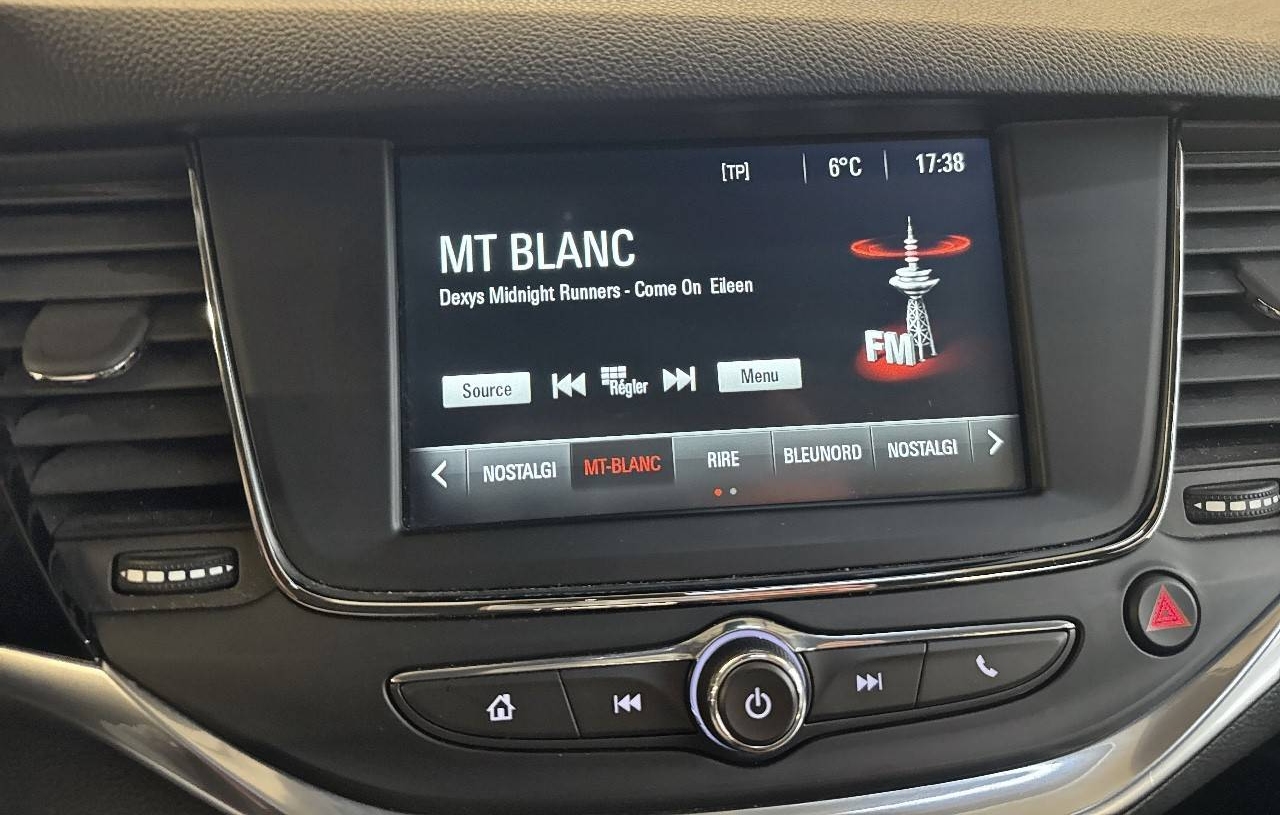 [TP] 6°C 17:38
MT BLANC
Dexys Midnight Runners - Come On Eileen
FM
Source Régler Menu
NOSTALGI MT-BLANC RIRE BLEUNORD NOSTALGI